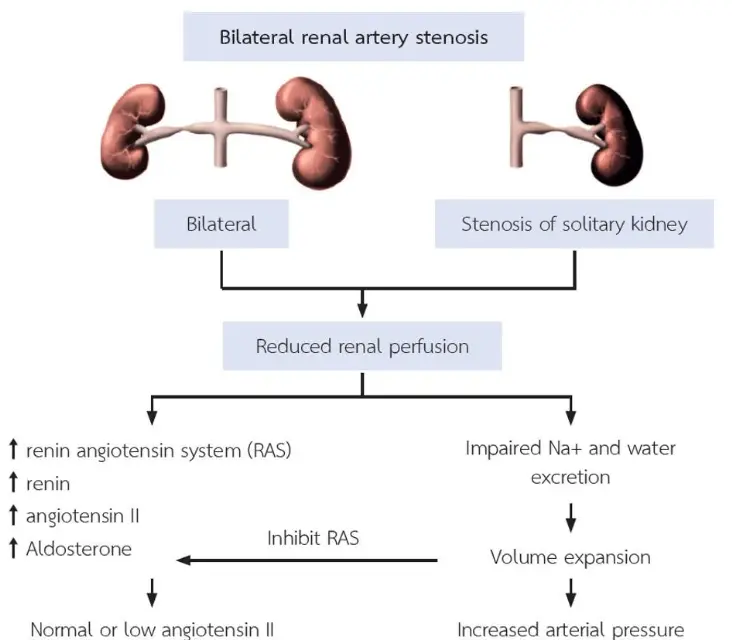 Bilateral renal artery stenosis
Bilateral
Stenosis of solitary kidney
Reduced renal perfusion
↑ renin angiotensin system (RAS)
↑ renin
↑ angiotensin II
↑ Aldosterone
Impaired Na+ and water
excretion
Inhibit RAS
Volume expansion
Normal or low angiotensin II
Increased arterial pressure